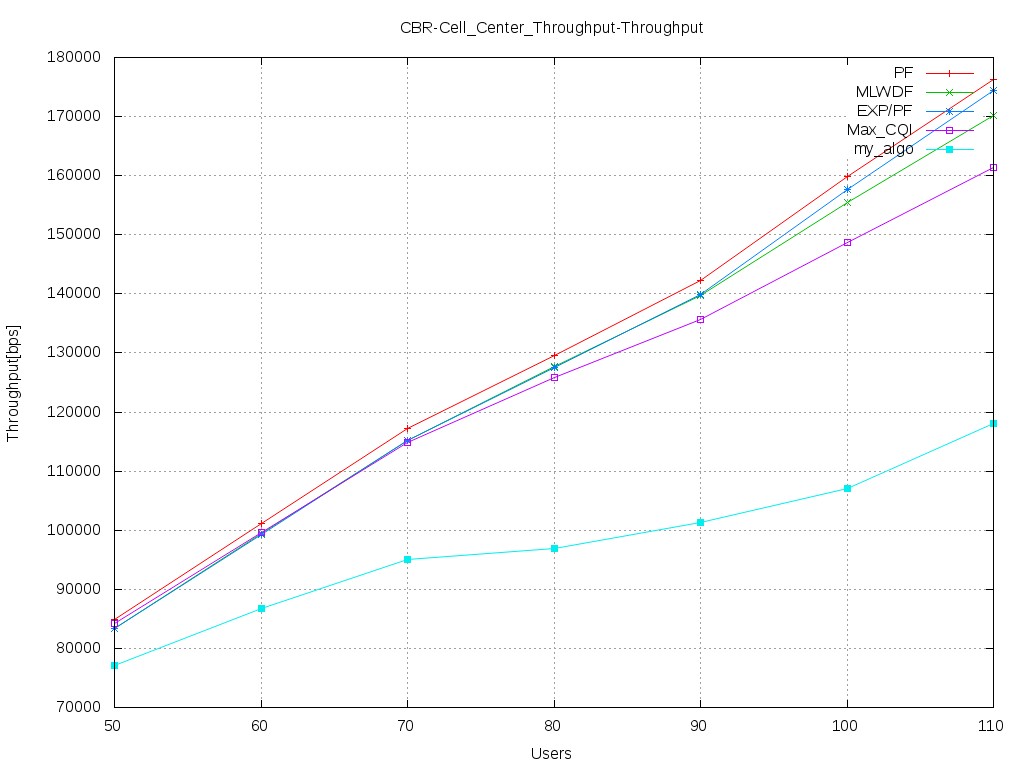 CBR-Cell_Center_Throughput-Throughput
180000
170000
160000
150000
140000
130000
120000
110000
100000
90000
80000
70000
Throughput[bps]
PF
MLWDF
EXP/PF
Max_CQI
my_algo
50
60
70
80
90
100
110
Users